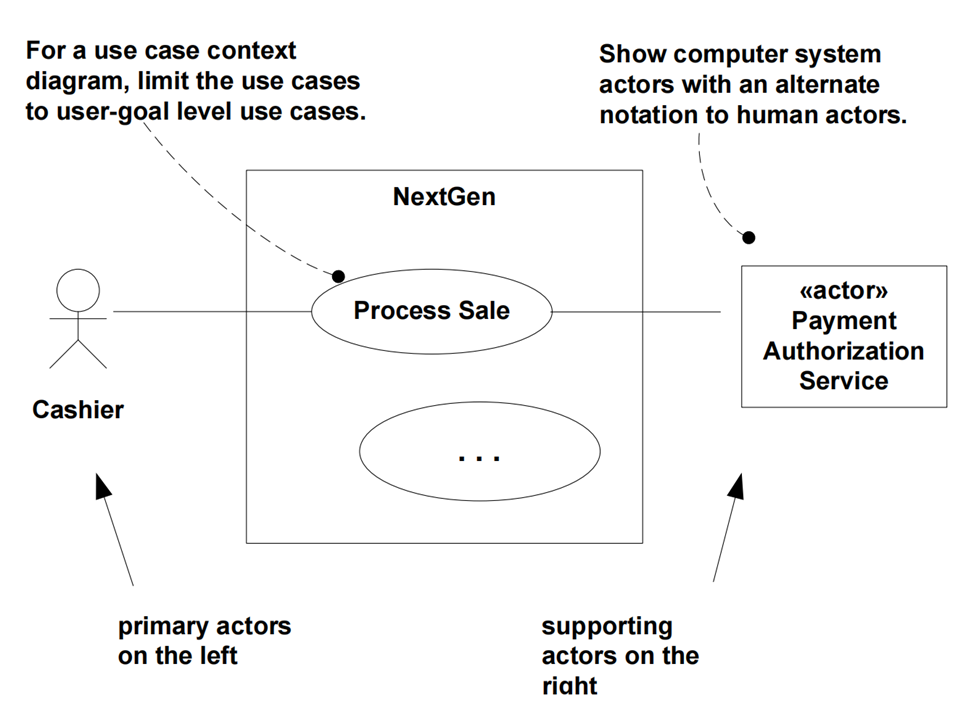 For a use case context
diagram, limit the use cases
to user-goal level use cases.
Show computer system
actors with an alternate
notation to human actors.
NextGen
Process Sale
«actor»
Payment
Authorization
Service
Cashier
. . .
primary actors
on the left
supporting
actors on the
right